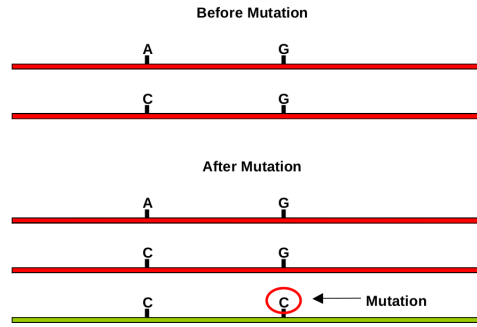 Before Mutation
A G
C G
After Mutation
A G
C G
C C Mutation